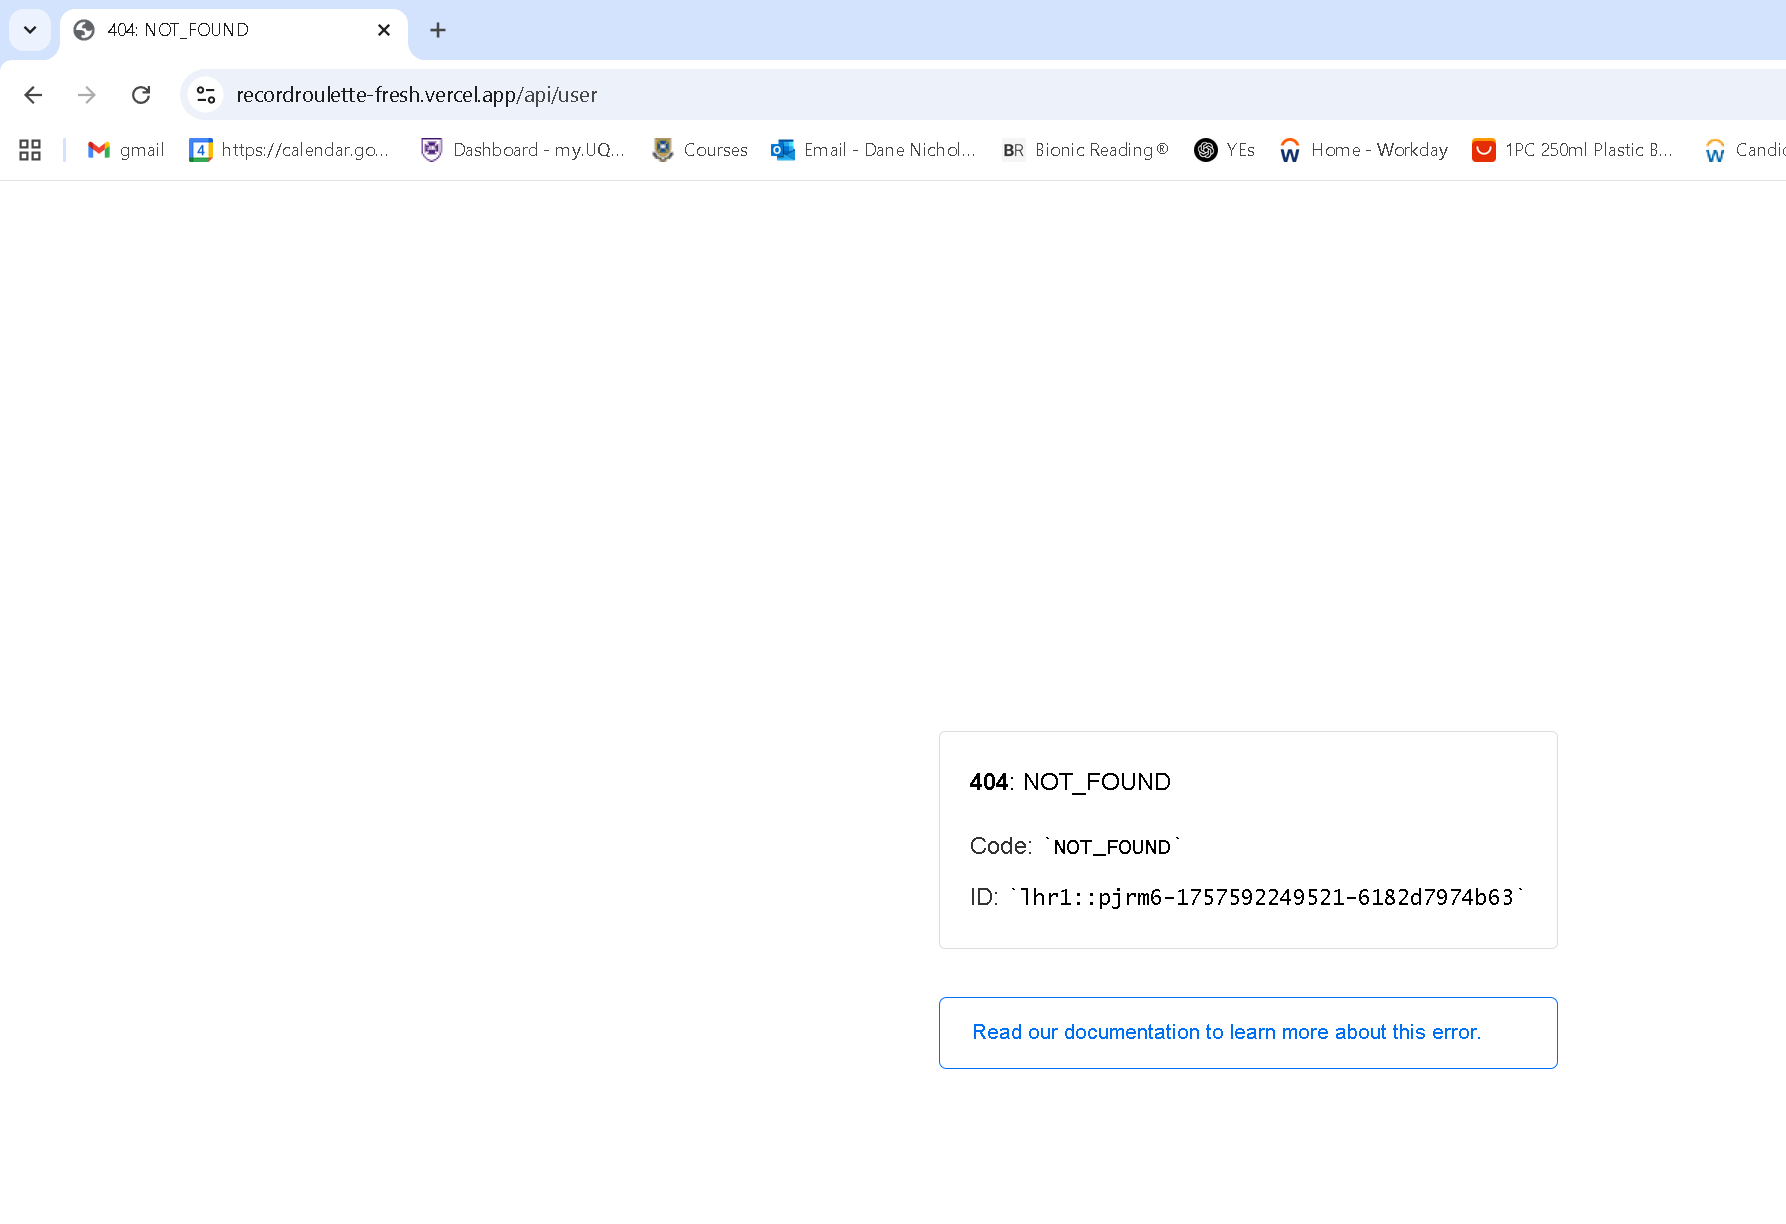 404: NOT_FOUND
recordroulette-fresh.vercel.app/api/user
gmail
4 https://calendar.go...
Dashboard - my.UQ...
Courses
Email - Dane Nichol...
BR Bionic Reading®
YEs
Home - Workday
1PC 250ml Plastic B...
Candid
404: NOT_FOUND
Code: `NOT_FOUND`
ID: `lhr1::pjrm6-1757592249521-6182d7974b63`
Read our documentation to learn more about this error.